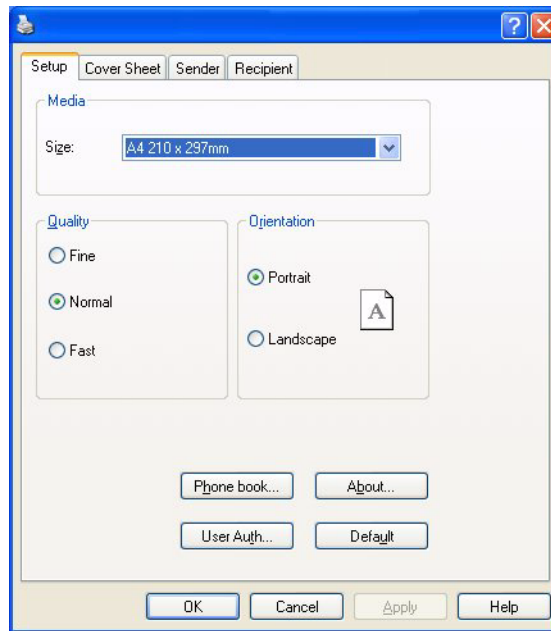 Setup Cover Sheet Sender Recipient
Media
Size: A4 210 x 297mm
Quality
Fine
Normal
Fast
Orientation
Portrait
Landscape
A
Phone book... About...
User Auth... Default
OK Cancel Apply Help